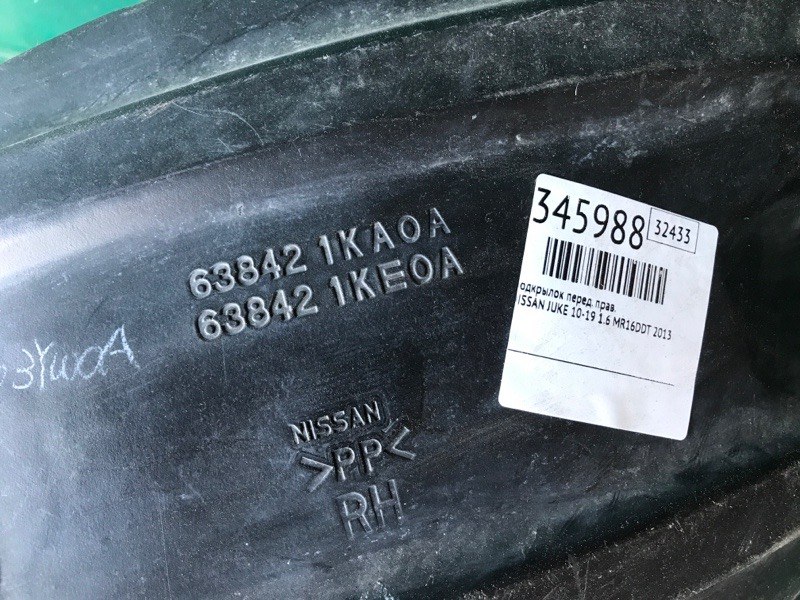 63842 1KA0A
63842 1KE0A
NISSAN
>PP<
RH
345988
32433
одкрылок перед. прав.
ISSAN JUKE 10-19 1.6 MR16DDT 2013